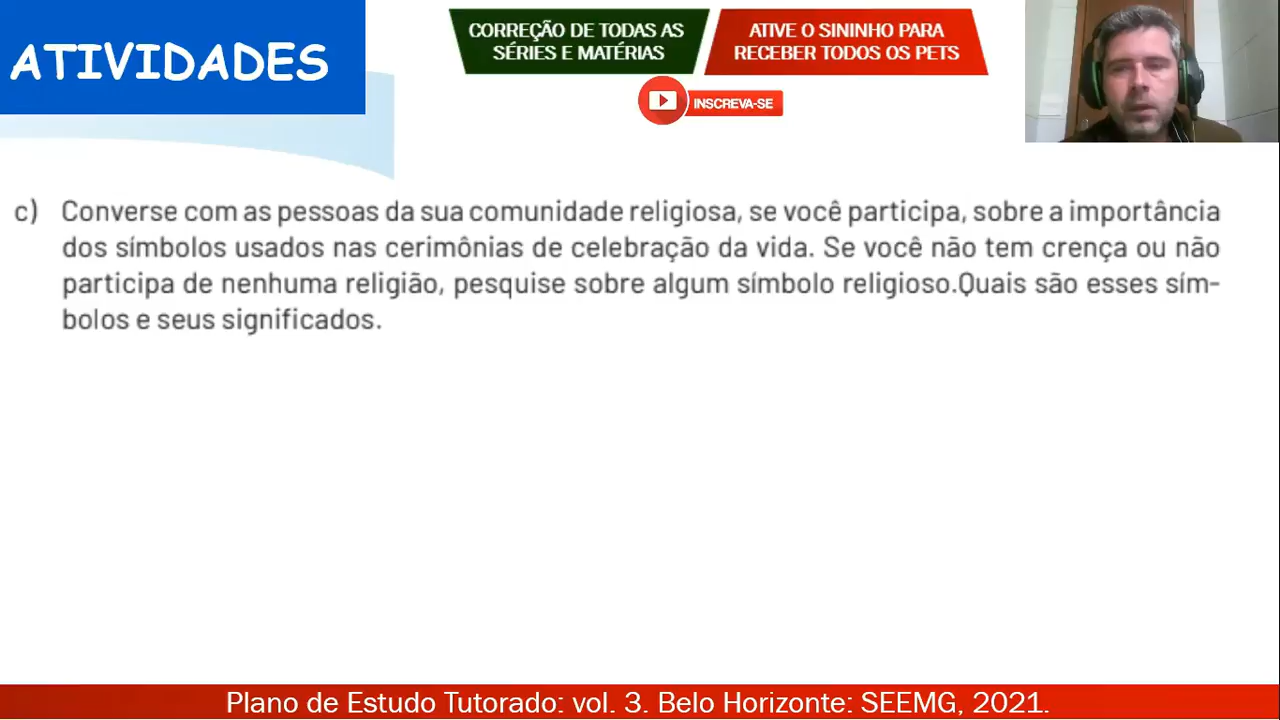 ATIVIDADES
CORREÇÃO DE TODAS AS
SÉRIES E MATÉRIAS
ATIVE O SININHO PARA
RECEBER TODOS OS PETS
INSCREVA-SE
c) Converse com as pessoas da sua comunidade religiosa, se você participa, sobre a importância
dos símbolos usados nas cerimônias de celebração da vida. Se você não tem crença ou não
participa de nenhuma religião, pesquise sobre algum símbolo religioso.Quais são esses sím-
bolos e seus significados.
Plano de Estudo Tutorado: vol. 3. Belo Horizonte: SEEMG, 2021.